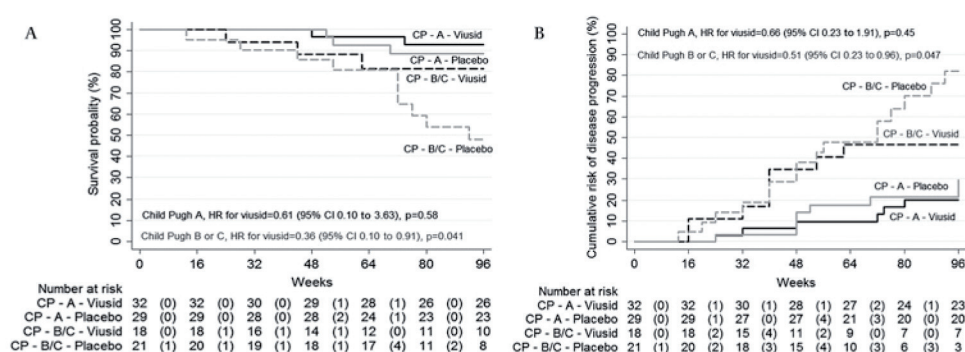 A
Survival probality (%)
100
90
80
70
60
50
40
30
20
10
0
CP - A - Viusid
CP - A - Placebo
CP - B/C - Viusid
CP - B/C - Placebo
Child Pugh A, HR for viusid=0.61 (95% CI 0.10 to 3.63), p=0.58
Child Pugh B or C, HR for viusid=0.36 (95% CI 0.10 to 0.91), p=0.041
0 16 32 48 64 80 96
Weeks
Number at risk
CP - A - Viusid 32 (0) 32 (0) 30 (0) 29 (1) 28 (1) 26 (0) 26
CP - A - Placebo 29 (0) 29 (0) 28 (0) 28 (2) 24 (1) 23 (0) 23
CP - B/C - Viusid 18 (0) 18 (1) 16 (1) 14 (1) 12 (0) 11 (0) 10
CP - B/C - Placebo 21 (1) 20 (1) 19 (1) 18 (1) 17 (4) 11 (2) 8
B
Cumulative risk of disease progression (%)
100
90
80
70
60
50
40
30
20
10
0
Child Pugh A, HR for viusid=0.66 (95% CI 0.23 to 1.91), p=0.45
Child Pugh B or C, HR for viusid=0.51 (95% CI 0.23 to 0.96), p=0.047
CP - B/C - Placebo
CP - B/C - Viusid
CP - A - Placebo
CP - A - Viusid
0 16 32 48 64 80 96
Weeks
Number at risk
CP - A - Viusid 32 (0) 32 (1) 30 (1) 28 (1) 27 (2) 24 (1) 23
CP - A - Placebo 29 (0) 29 (1) 27 (0) 27 (4) 21 (3) 20 (0) 20
CP - B/C - Viusid 18 (0) 18 (2) 15 (4) 11 (2) 9 (0) 7 (0) 7
CP - B/C - Placebo 21 (1) 20 (2) 18 (3) 15 (4) 10 (3) 6 (3) 3